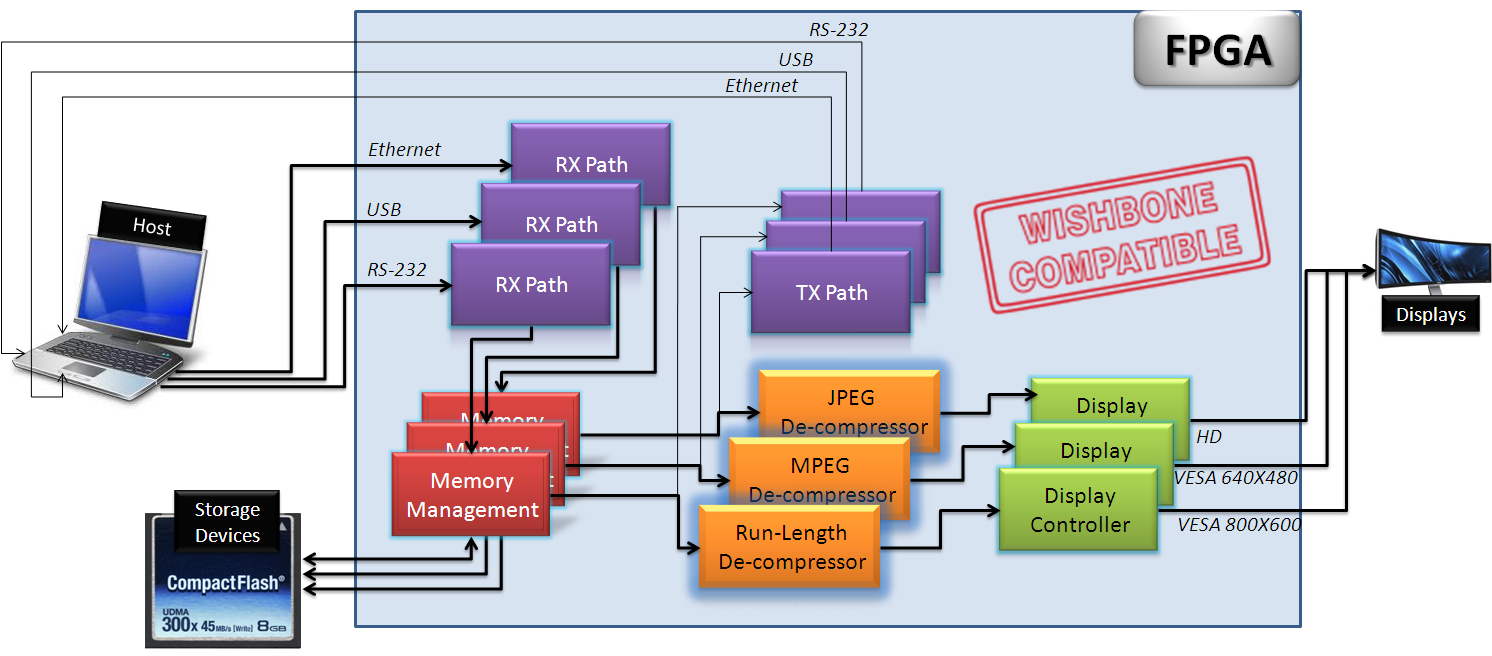 RS-232
USB
Ethernet
FPGA
Ethernet
RX Path
USB
RX Path
RS-232
RX Path
Host
TX Path
WISHBONE
COMPATIBLE
Displays
JPEG
De-compressor
MPEG
De-compressor
Run-Length
De-compressor
Display
Display
Display
Controller
HD
VESA 640X480
VESA 800X600
Memory
Memory
Memory
Management
Storage
Devices
CompactFlash®
UDMA
300x 45MB/s [Write] 8GB